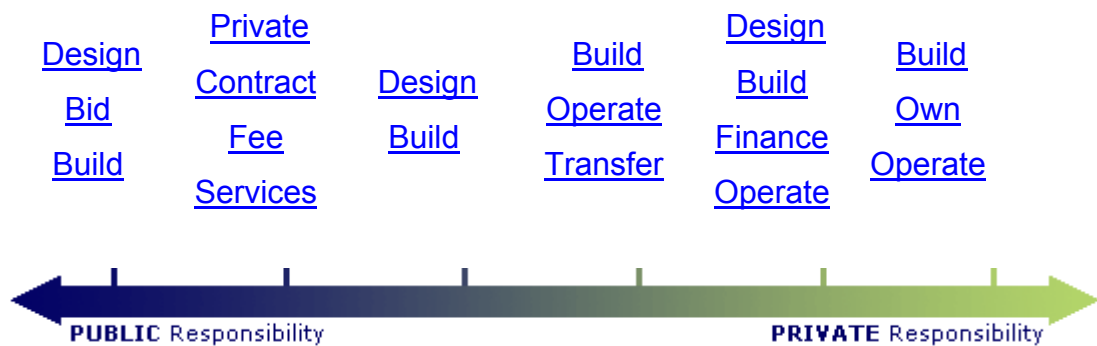 Design
Bid
Build
Private
Contract
Fee
Services
Design
Build
Build
Operate
Transfer
Design
Build
Finance
Operate
Build
Own
Operate
PUBLIC Responsibility
PRIVATE Responsibility